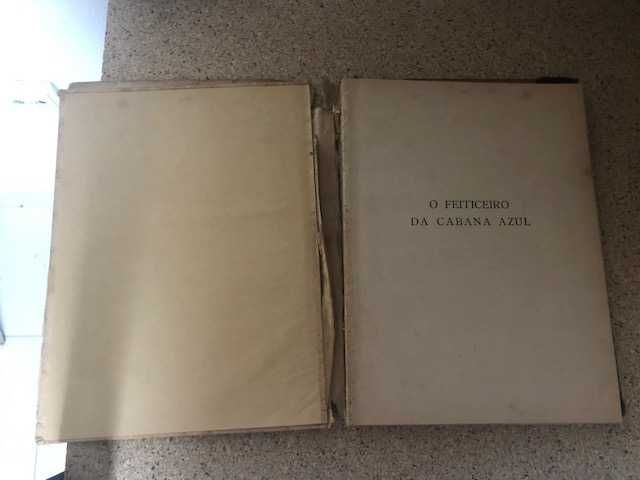 O FEITICEIRO
DA CABANA AZUL